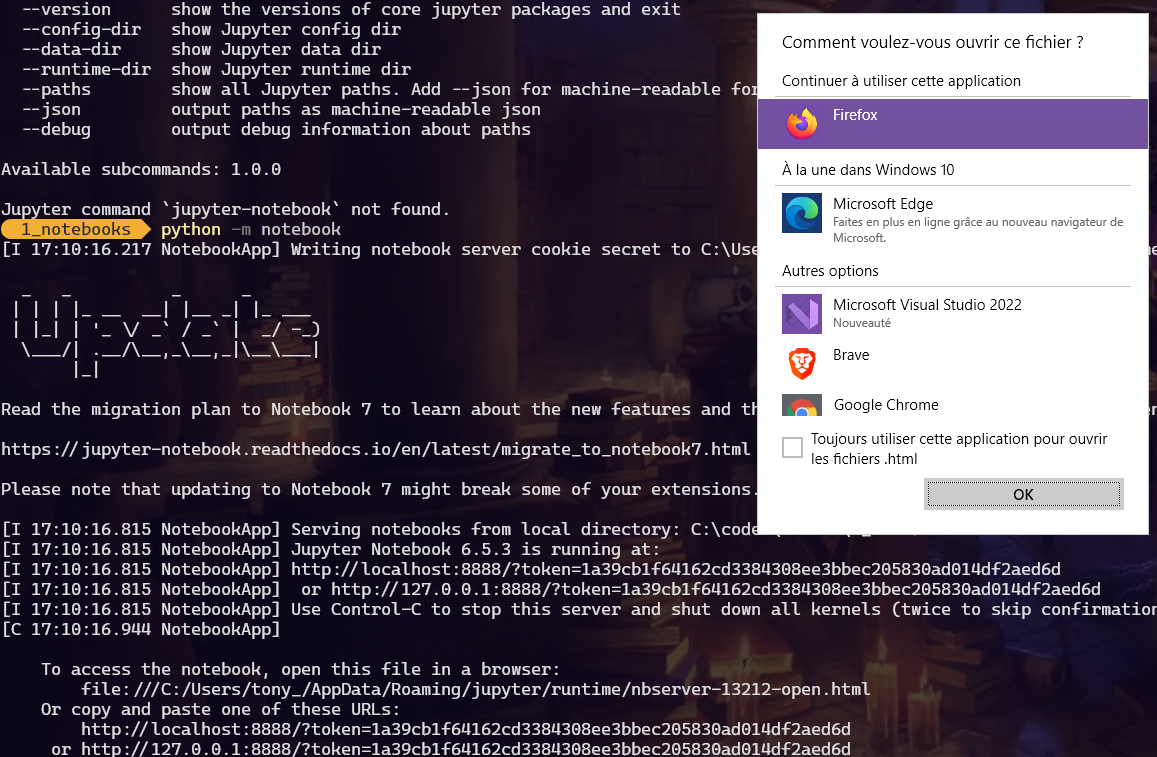 --version show the versions of core jupyter packages and exit
--config-dir show Jupyter config dir
--data-dir show Jupyter data dir
--runtime-dir show Jupyter runtime dir
--paths show all Jupyter paths. Add --json for machine-readable for
--json output paths as machine-readable json
--debug output debug information about paths
Available subcommands: 1.0.0
Jupyter command `jupyter-notebook` not found.
1_notebooks python -m notebook
[I 17:10:16.217 NotebookApp] Writing notebook server cookie secret to C:\Use
Read the migration plan to Notebook 7 to learn about the new features and th
https://jupyter-notebook.readthedocs.io/en/latest/migrate_to_notebook7.html
Please note that updating to Notebook 7 might break some of your extensions.
[I 17:10:16.815 NotebookApp] Serving notebooks from local directory: C:\code
[I 17:10:16.815 NotebookApp] Jupyter Notebook 6.5.3 is running at:
[I 17:10:16.815 NotebookApp] http://localhost:8888/?token=1a39cb1f64162cd3384308ee3bbec205830ad014df2aed6d
[I 17:10:16.815 NotebookApp] or http://127.0.0.1:8888/?token=1a39cb1f64162cd3384308ee3bbec205830ad014df2aed6d
[I 17:10:16.815 NotebookApp] Use Control-C to stop this server and shut down all kernels (twice to skip confirmation
[C 17:10:16.944 NotebookApp]
To access the notebook, open this file in a browser:
file:///C:/Users/tony_/AppData/Roaming/jupyter/runtime/nbserver-13212-open.html
Or copy and paste one of these URLs:
http://localhost:8888/?token=1a39cb1f64162cd3384308ee3bbec205830ad014df2aed6d
or http://127.0.0.1:8888/?token=1a39cb1f64162cd3384308ee3bbec205830ad014df2aed6d
Comment voulez-vous ouvrir ce fichier ?
Continuer à utiliser cette application
Firefox
À la une dans Windows 10
Microsoft Edge
Faites en plus en ligne grâce au nouveau navigateur de
Microsoft.
Autres options
Microsoft Visual Studio 2022
Nouveauté
Brave
Google Chrome
Toujours utiliser cette application pour ouvrir
les fichiers .html
OK